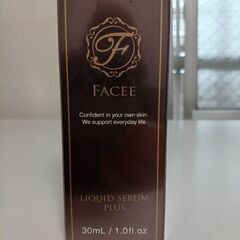 F
FACEE
Confident in your own skin.
We support everyday life.
LIQUID SERUM
PLUS
30mL / 1.0fl.oz